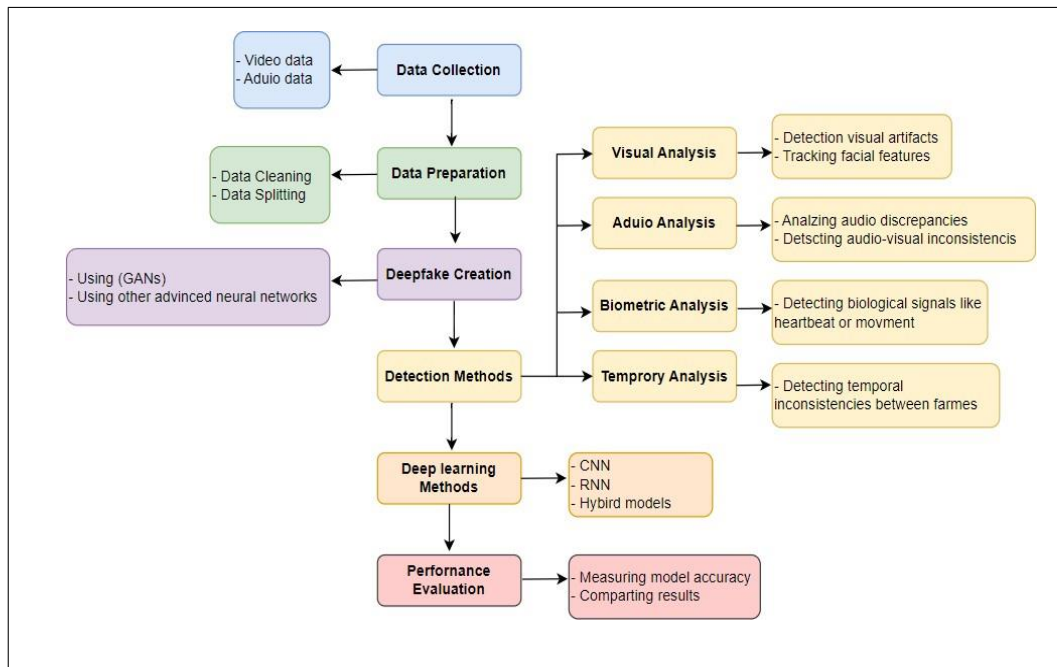 - Video data
- Aduio data
Data Collection
- Data Cleaning
- Data Splitting
Data Preparation
- Using (GANs)
- Using other advinced neural networks
Deepfake Creation
Detection Methods
Visual Analysis
- Detection visual artifacts
- Tracking facial features
Aduio Analysis
- Analzing audio discrepancies
- Detscting audio-visual inconsistencis
Biometric Analysis
- Detecting biological signals like
heartbeat or movment
Temprory Analysis
- Detecting temporal
inconsistencies between farmes
Deep learning
Methods
- CNN
- RNN
- Hybird models
Perfornance
Evaluation
- Measuring model accuracy
- Comparting results